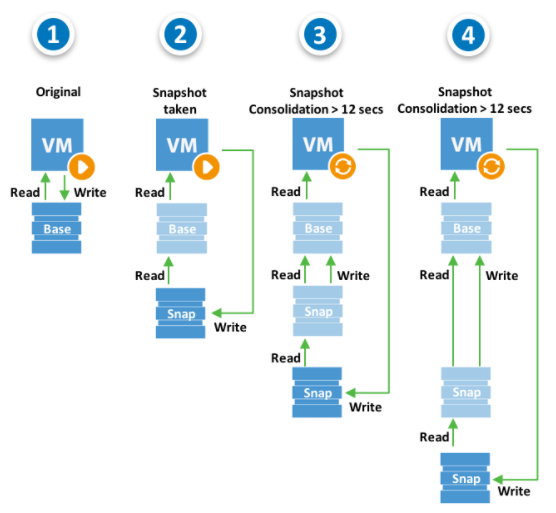 1
2
3
4
Original
Snapshot
taken
Snapshot
Consolidation > 12 secs
Snapshot
Consolidation > 12 secs
VM
VM
VM
VM
Read
Write
Read
Read
Read
Base
Base
Base
Base
Read
Read
Write
Read
Write
Snap
Write
Snap
Read
Snap
Write
Snap
Read
Snap
Write